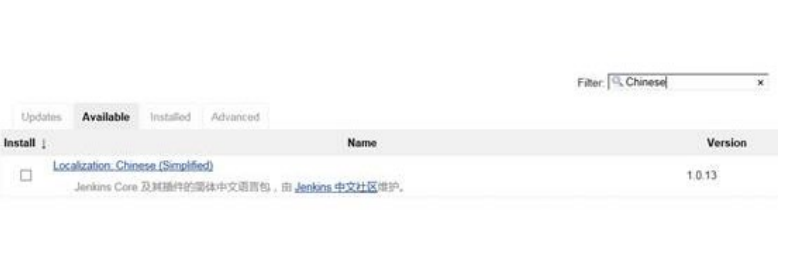 Filter: Chinese ×
Updates Available Installed Advanced
Install ↓ Name Version
Localization: Chinese (Simplified) 1.0.13
Jenkins Core 及其插件的简体中文语言包，由 Jenkins 中文社区维护。